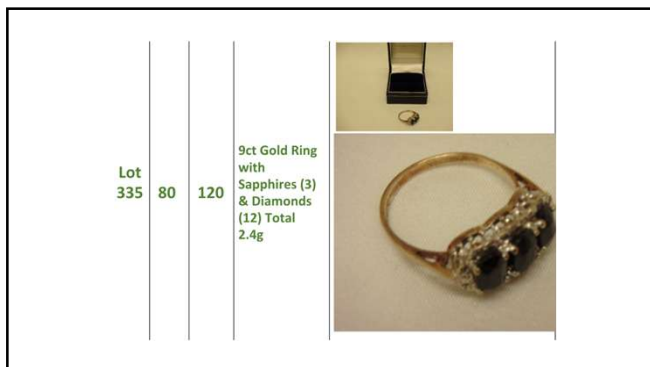 Lot
335
80
120
9ct Gold Ring
with
Sapphires (3)
& Diamonds
(12) Total
2.4g